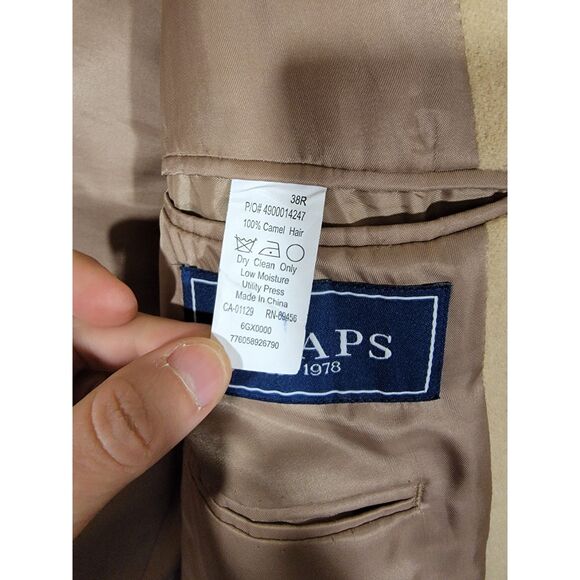 38R
P/O# 4900014247
100% Camel Hair
Dry Clean Only
Low Moisture
Utility Press
Made In China
CA-01129 RN-69456
6GX0000
776058926790
APS
1978